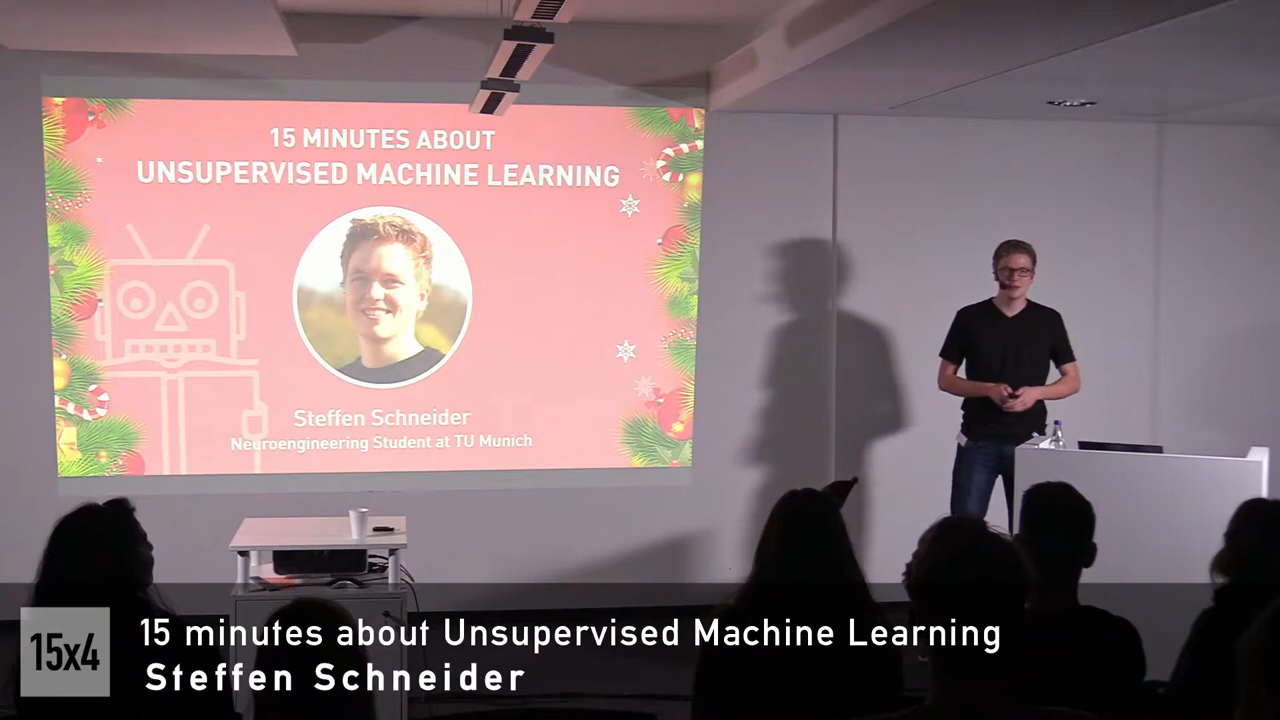 15 MINUTES ABOUT
UNSUPERVISED MACHINE LEARNING
Steffen Schneider
Neuroengineering Student at TU Munich
15x4
15 minutes about Unsupervised Machine Learning
Steffen Schneider